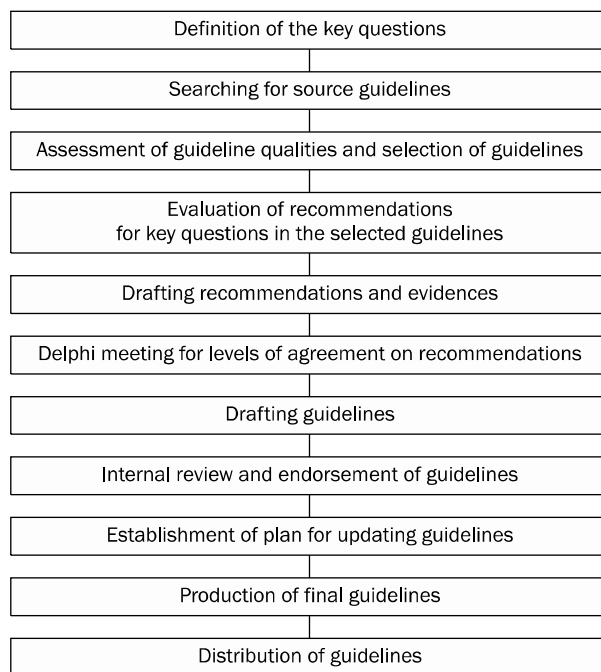 Definition of the key questions
Searching for source guidelines
Assessment of guideline qualities and selection of guidelines
Evaluation of recommendations
for key questions in the selected guidelines
Drafting recommendations and evidences
Delphi meeting for levels of agreement on recommendations
Drafting guidelines
Internal review and endorsement of guidelines
Establishment of plan for updating guidelines
Production of final guidelines
Distribution of guidelines